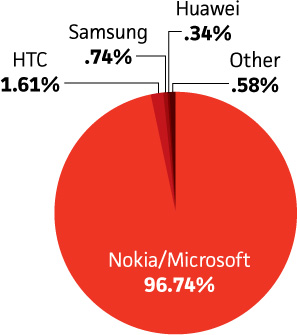 Huawei
.34%
Samsung
.74%
HTC
1.61%
Other
.58%
Nokia/Microsoft
96.74%